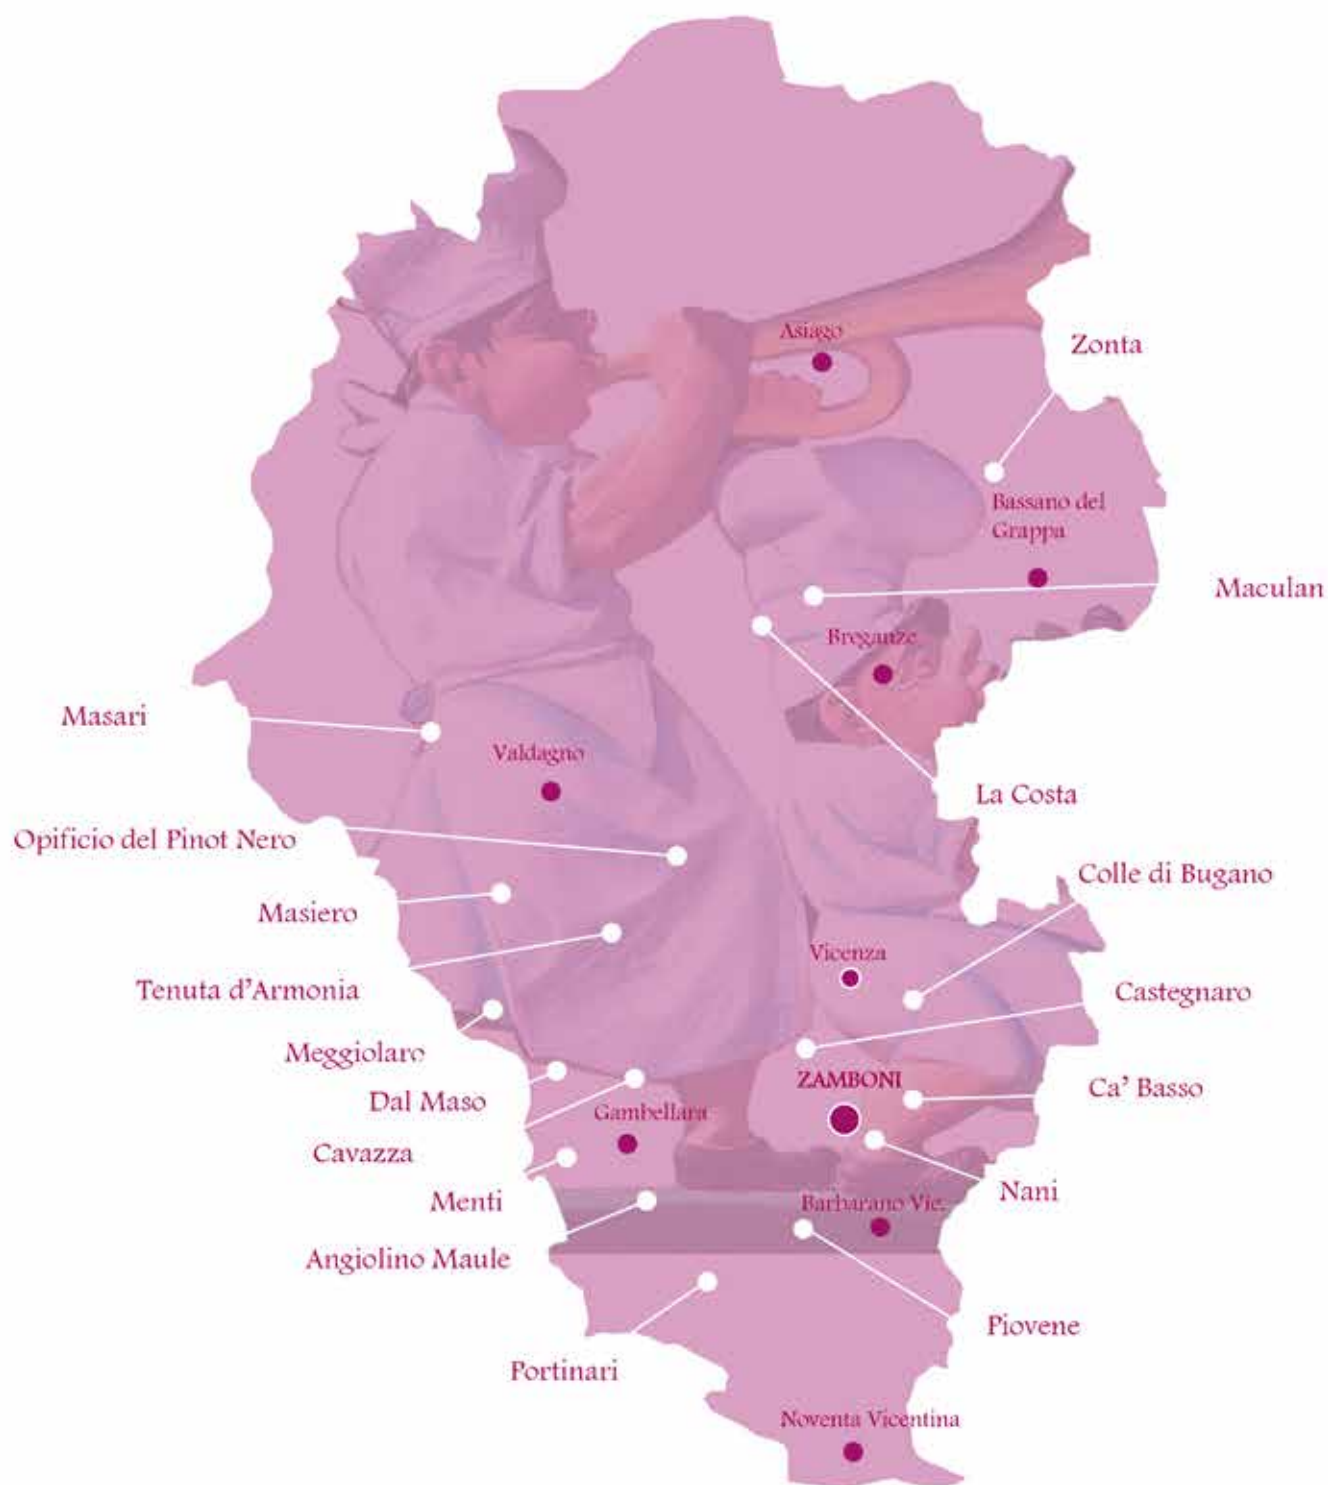 Asiago
Zonta
Bassano del
Grappa
Maculan
Breganze
Masari
Valdagno
La Costa
Opificio del Pinot Nero
Colle di Bugano
Masiero
Vicenza
Tenuta d'Armonia
Castegnaro
Meggiolaro
ZAMBONI
Ca' Basso
Dal Maso
Gambellara
Cavazza
Nani
Menti
Barbarano Vic.
Angiolino Maule
Piovene
Portinari
Noventa Vicentina